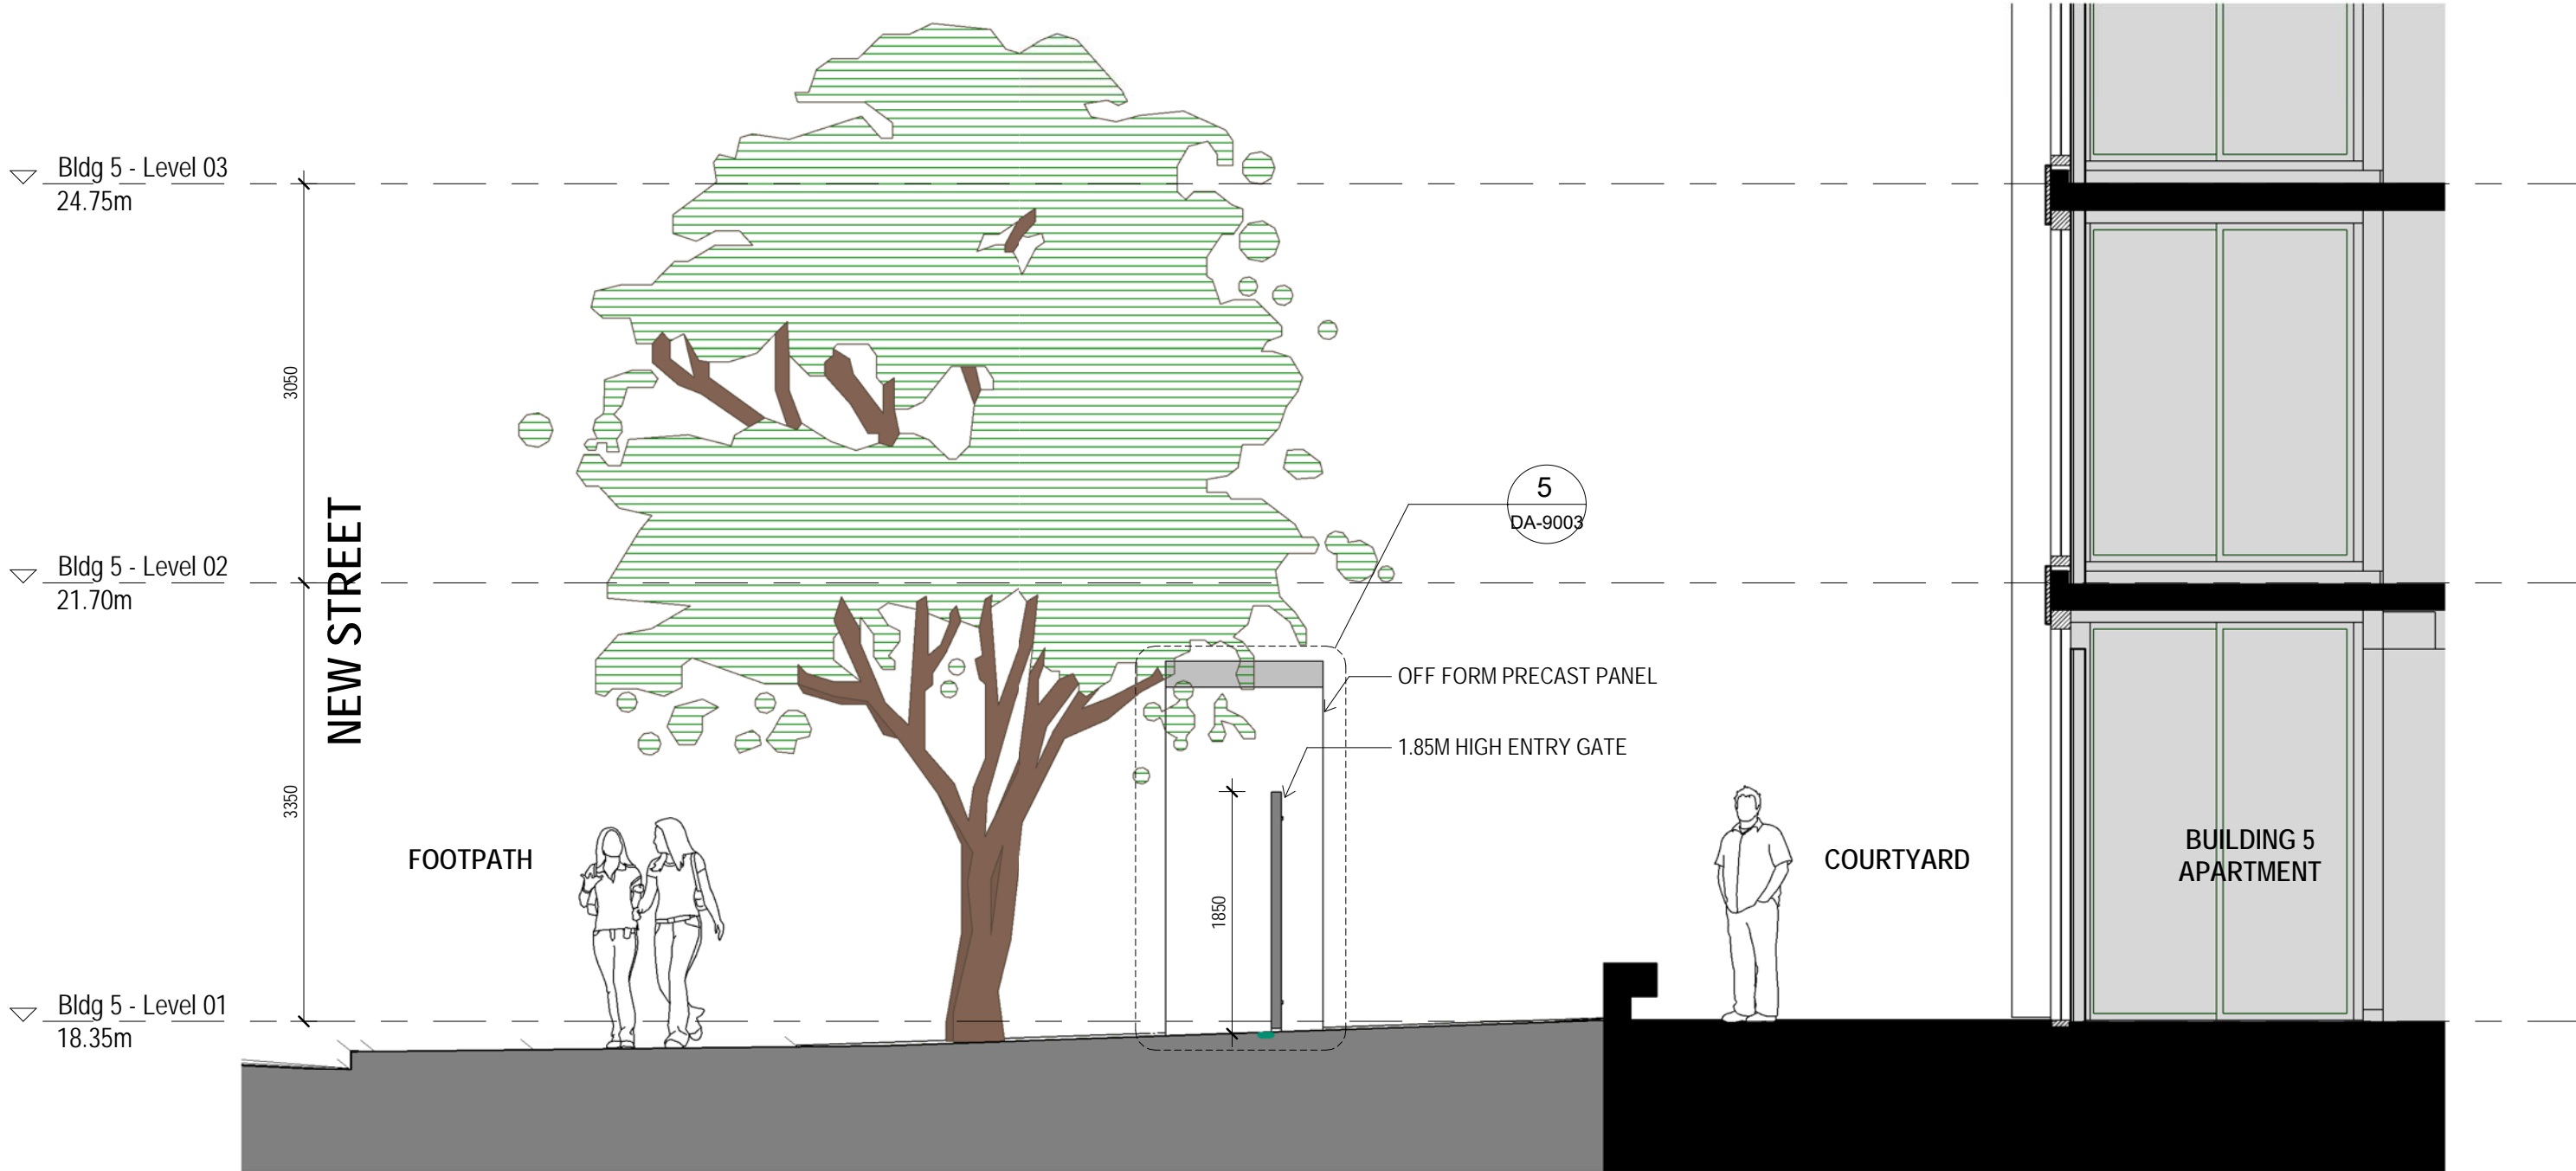 Bldg 5 - Level 03
24.75m
3050
5
DA-9003
NEW STREET
Bldg 5 - Level 02
21.70m
OFF FORM PRECAST PANEL
1.85M HIGH ENTRY GATE
3350
FOOTPATH
1850
COURTYARD
BUILDING 5
APARTMENT
Bldg 5 - Level 01
18.35m